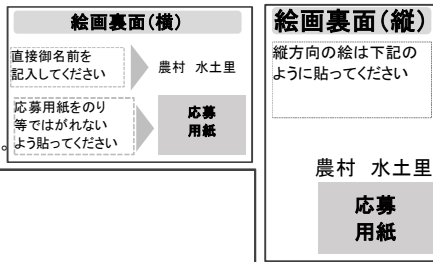 絵画裏面(横)
直接御名前を
記入してください
農村 水土里
応募用紙をのり
等ではがれない
よう貼ってください
応募
用紙
。
絵画裏面(縦)
縦方向の絵は下記の
ように貼ってください
農村 水土里
応募
用紙